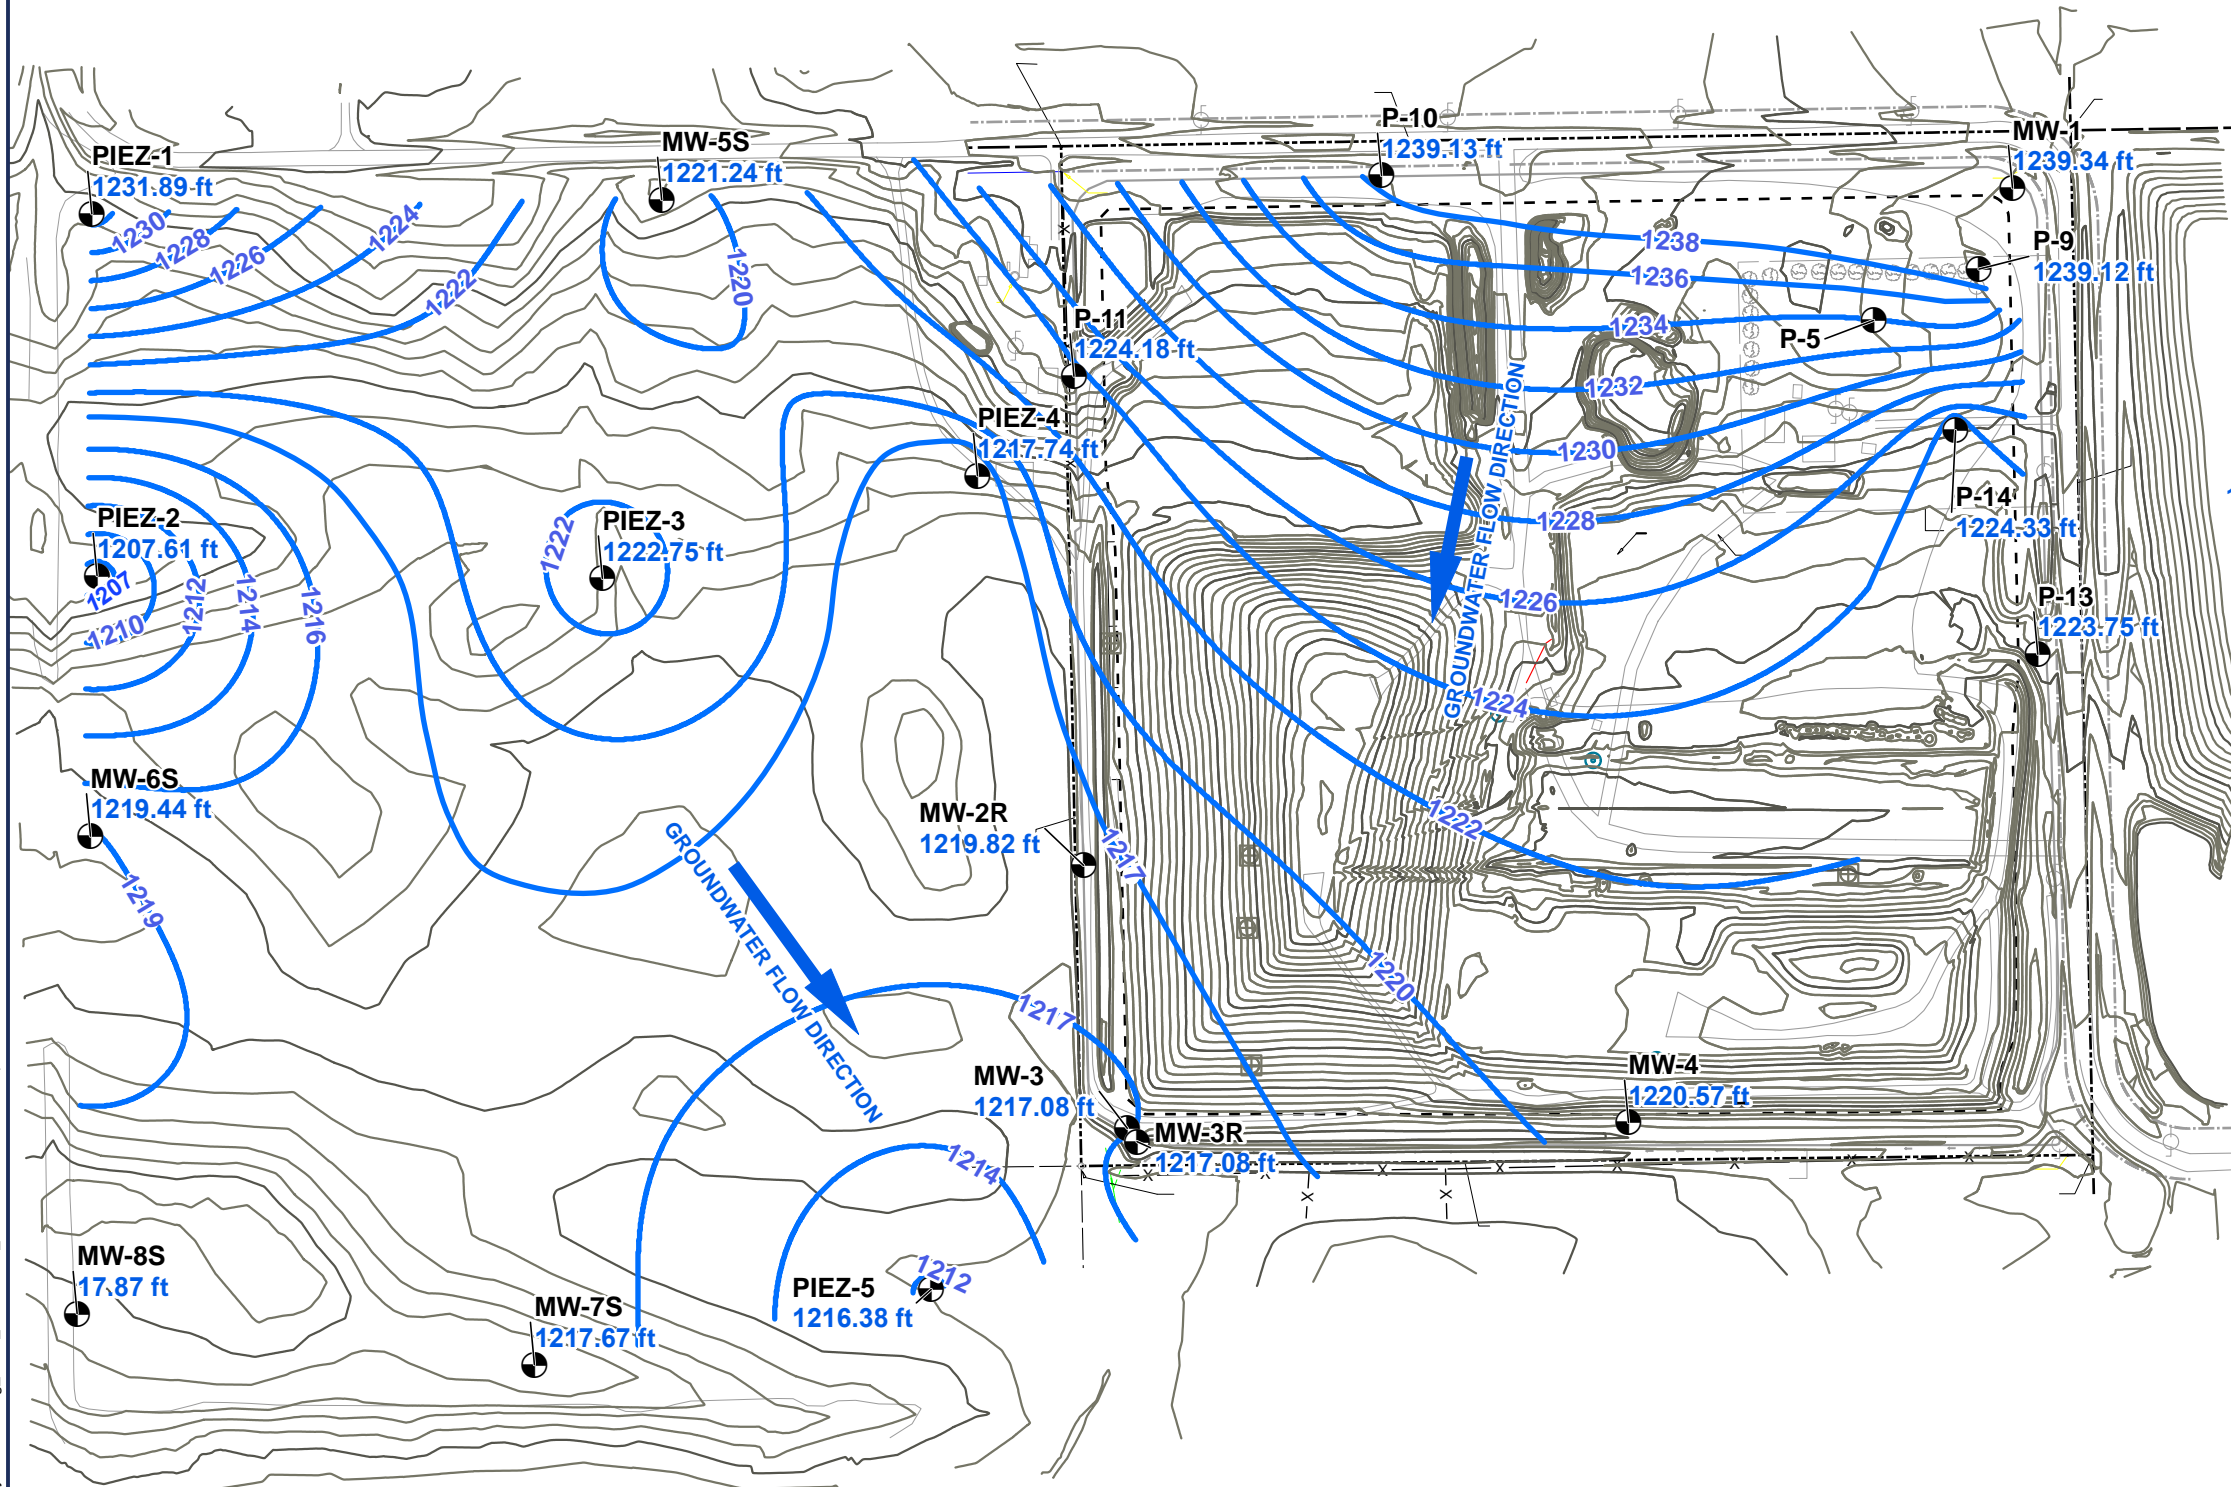 P-10
1239.13 ft
MW-1
1239.34 ft
MW-5S
1221.24 ft
PIEZ-1
1231.89 ft
1230
1228
1226
1224
1222
1220
1238
1236
1234
1232
1230
1228
1226
1224
1222
1220
P-9
1239.12 ft
P-5
P-11
1224.18 ft
PIEZ-4
1217.74 ft
GROUNDWATER FLOW DIRECTION
PIEZ-2
1207.61 ft
1207
1210
1212
1214
1216
1222
PIEZ-3
1222.75 ft
P-14
1224.33 ft
P-13
1223.75 ft
MW-6S
1219.44 ft
1219
MW-2R
1219.82 ft
1217
GROUNDWATER FLOW DIRECTION
1217
MW-3
1217.08 ft
MW-3R
1217.08 ft
MW-4
1220.57 ft
1214
X
X
X
X
X
X
X
X
X
X
X
MW-8S
17.87 ft
MW-7S
1217.67 ft
PIEZ-5
1216.38 ft
1212